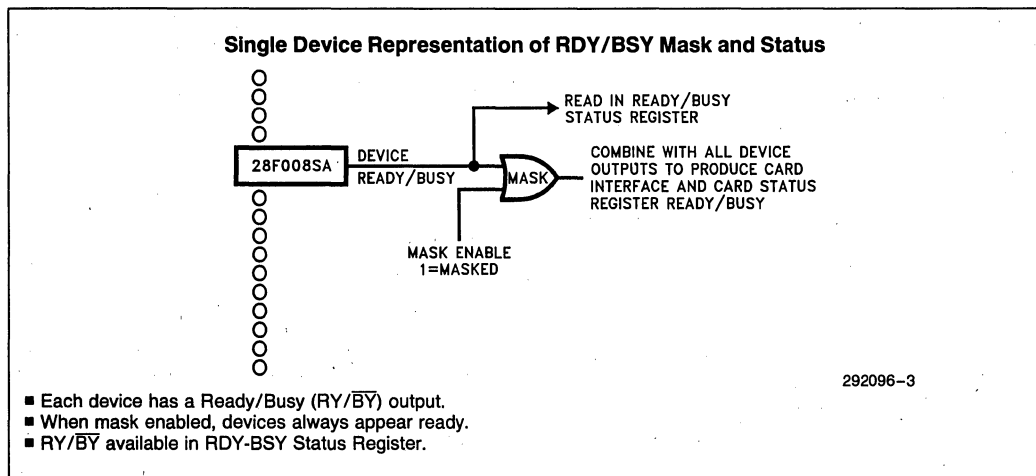 Single Device Representation of RDY/BSY Mask and Status
READ IN READY/BUSY
STATUS REGISTER
28F008SA
DEVICE
READY/BUSY
MASK
COMBINE WITH ALL DEVICE
OUTPUTS TO PRODUCE CARD
INTERFACE AND CARD STATUS
REGISTER READY/BUSY
MASK ENABLE
1=MASKED
292096-3
■ Each device has a Ready/Busy (RY/B̅Y̅) output.
■ When mask enabled, devices always appear ready.
■ RY/B̅Y̅ available in RDY-BSY Status Register.